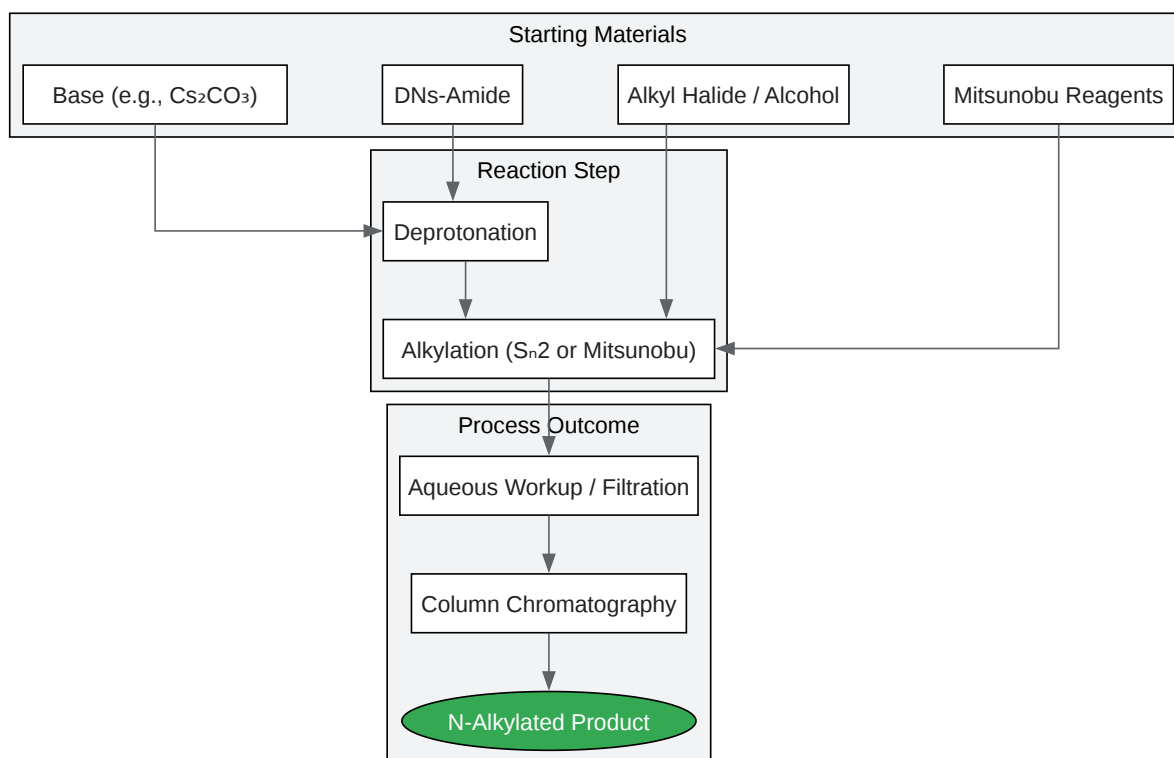 Starting Materials
Base (e.g., Cs₂CO₃)
DNs-Amide
Alkyl Halide / Alcohol
Mitsunobu Reagents
Reaction Step
Deprotonation
Alkylation (Sₙ2 or Mitsunobu)
Process Outcome
Aqueous Workup / Filtration
Column Chromatography
N-Alkylated Product